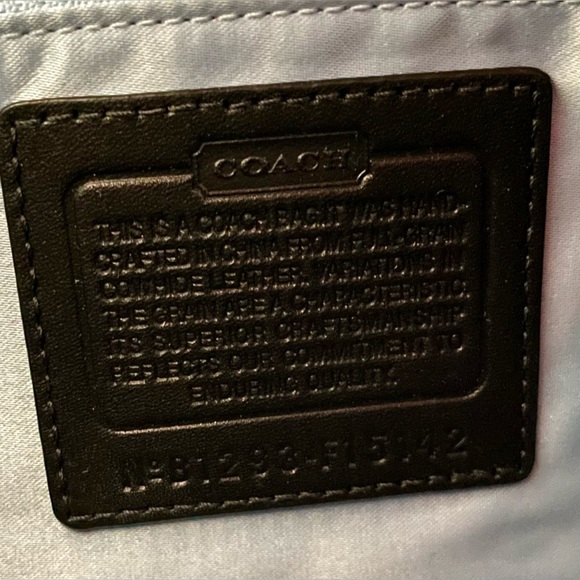 COACH
THIS IS A COACH BAG. IT WAS HAND-
CRAFTED IN CHINA FROM FULL-GRAIN
COWHIDE LEATHER. VARIATIONS IN
THE GRAIN ARE A CHARACTERISTIC.
ITS SUPERIOR CRAFTSMANSHIP
REFLECTS OUR COMMITMENT TO
ENDURING QUALITY.